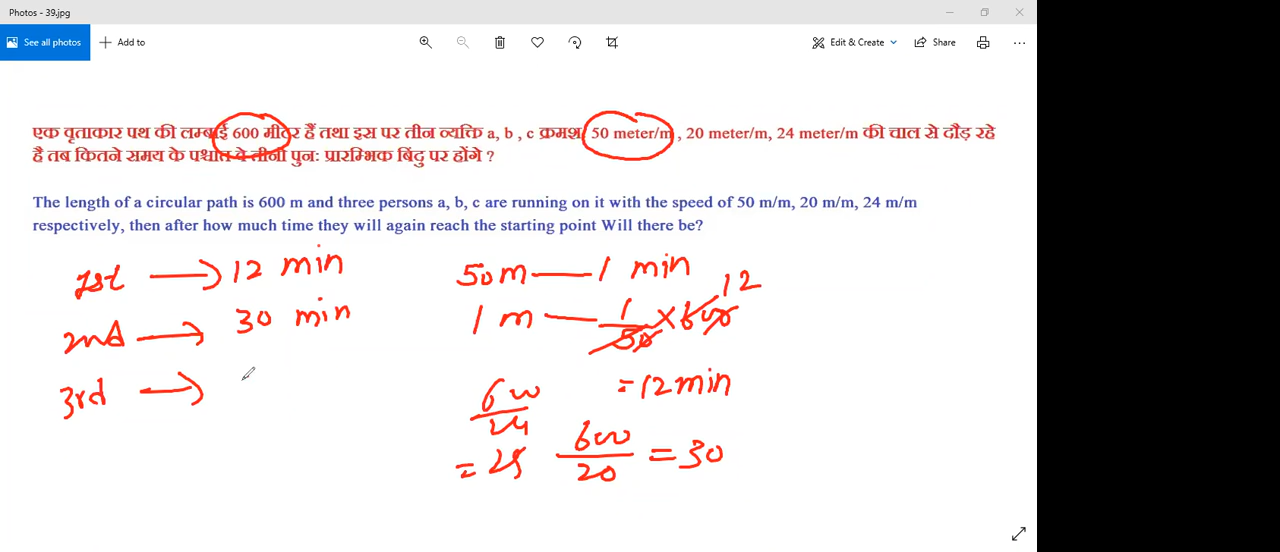 Photos - 39.jpg
See all photos
Add to
Edit & Create
Share
एक वृताकार पथ की लम्बाई 600 मीटर हैं तथा इस पर तीन व्यक्ति a, b , c क्रमश: 50 meter/m , 20 meter/m, 24 meter/m की चाल से दौड़ रहे
है तब कितने समय के पश्चात वे तीनों पुन: प्रारम्भिक बिंदु पर होंगे ?
The length of a circular path is 600 m and three persons a, b, c are running on it with the speed of 50 m/m, 20 m/m, 24 m/m
respectively, then after how much time they will again reach the starting point Will there be?
1st → 12 min
2nd → 30 min
3rd →
50m — 1 min
12
1 m — 1/50 × 600
= 12 min
600/24
= 25
600/20 = 30